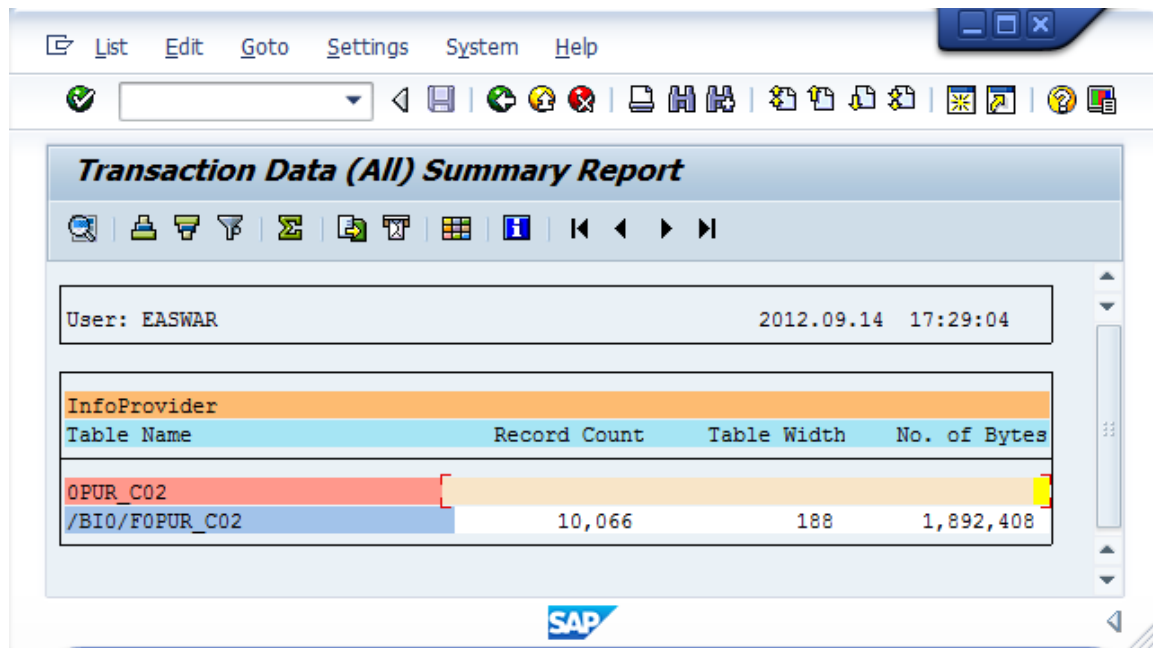 List Edit Goto Settings System Help
Transaction Data (All) Summary Report
User: EASWAR 2012.09.14 17:29:04
InfoProvider
Table Name Record Count Table Width No. of Bytes
0PUR_C02
/BI0/F0PUR_C02 10,066 188 1,892,408
SAP